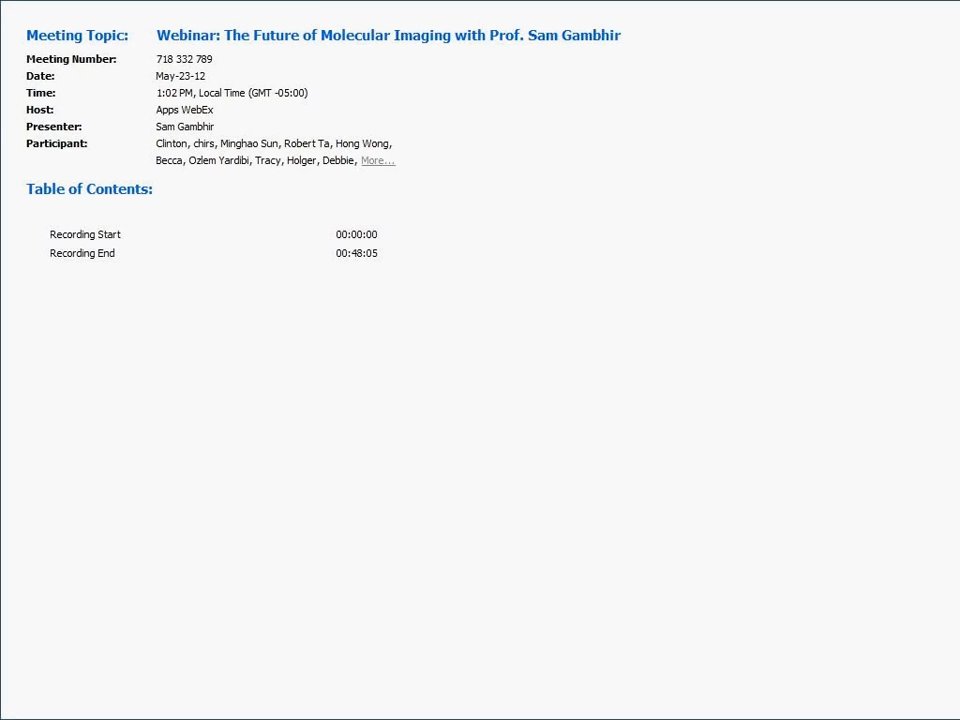 Meeting Topic: Webinar: The Future of Molecular Imaging with Prof. Sam Gambhir
Meeting Number: 718 332 789
Date: May-23-12
Time: 1:02 PM, Local Time (GMT -05:00)
Host: Apps WebEx
Presenter: Sam Gambhir
Participant: Clinton, chirs, Minghao Sun, Robert Ta, Hong Wong,
Becca, Ozlem Yardibi, Tracy, Holger, Debbie, More...
Table of Contents:
Recording Start 00:00:00
Recording End 00:48:05